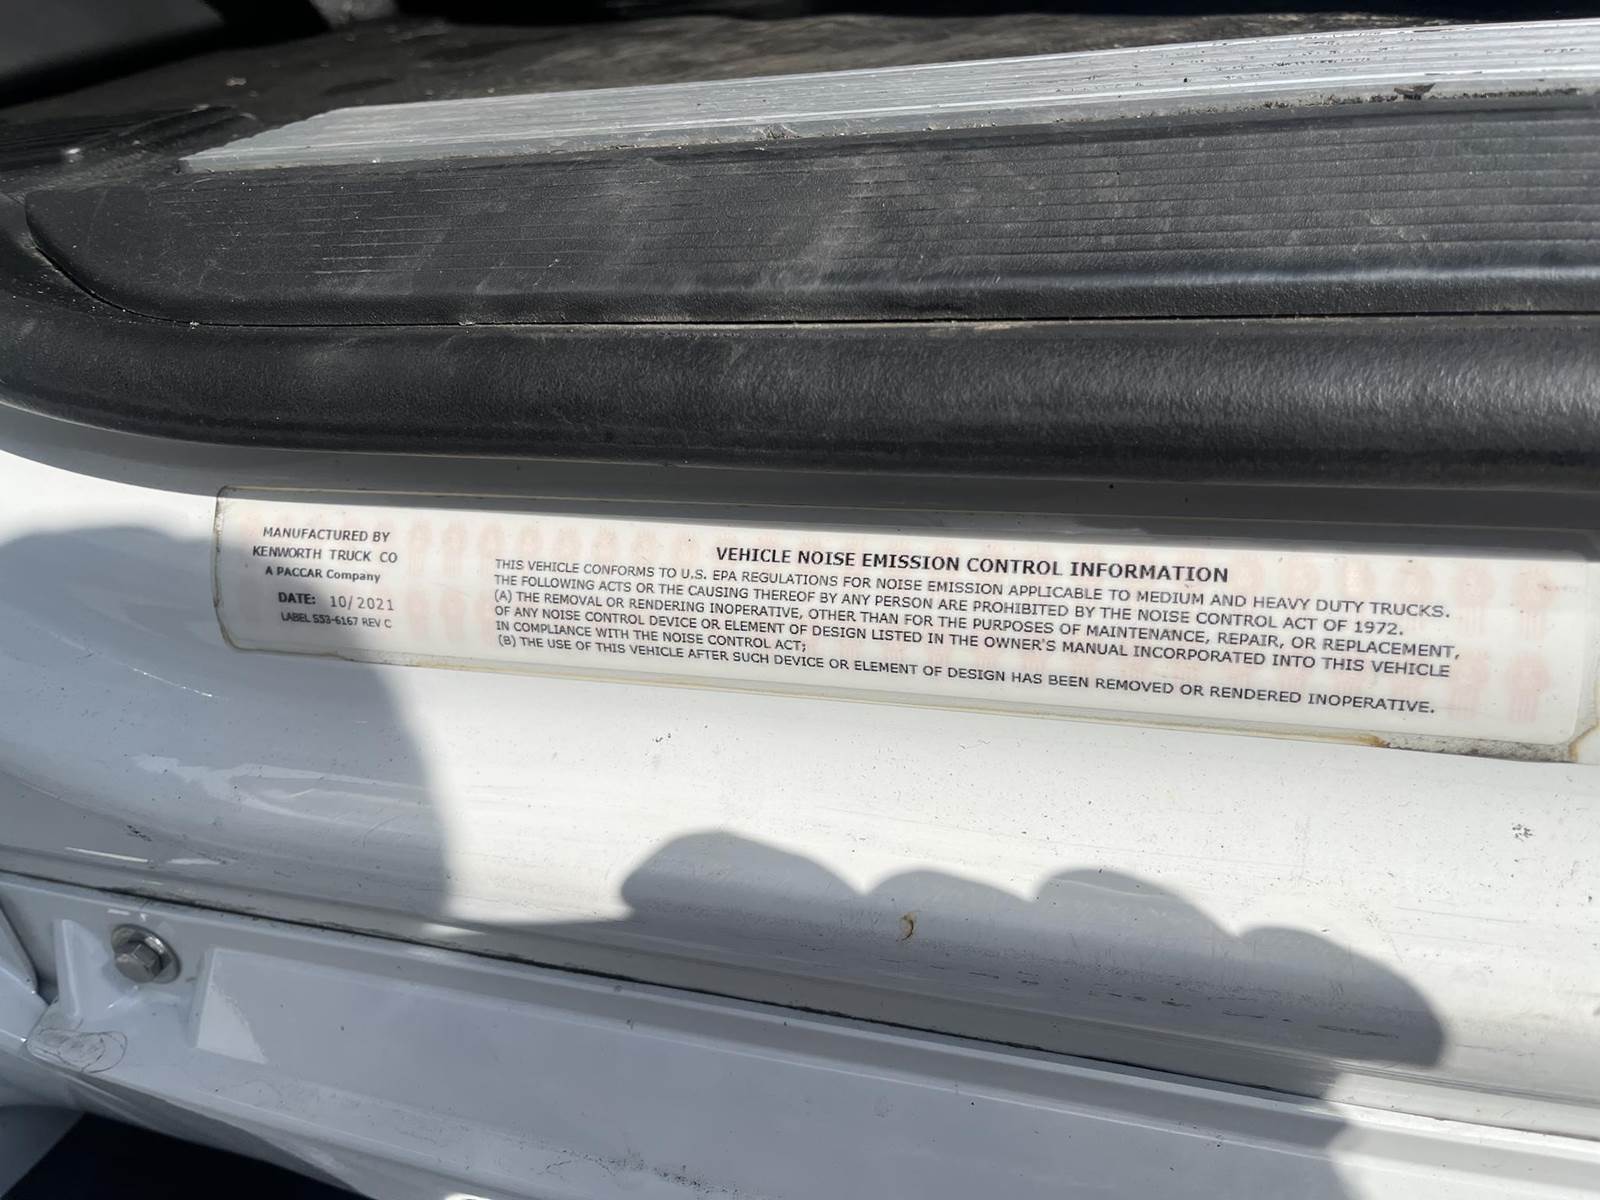 MANUFACTURED BY
KENWORTH TRUCK CO
A PACCAR Company
DATE: 10/2021
LABEL S53-6167 REV C
VEHICLE NOISE EMISSION CONTROL INFORMATION
THIS VEHICLE CONFORMS TO U.S. EPA REGULATIONS FOR NOISE EMISSION APPLICABLE TO MEDIUM AND HEAVY DUTY TRUCKS.
THE FOLLOWING ACTS OR THE CAUSING THEREOF BY ANY PERSON ARE PROHIBITED BY THE NOISE CONTROL ACT OF 1972.
(A) THE REMOVAL OR RENDERING INOPERATIVE, OTHER THAN FOR THE PURPOSES OF MAINTENANCE, REPAIR, OR REPLACEMENT,
OF ANY NOISE CONTROL DEVICE OR ELEMENT OF DESIGN LISTED IN THE OWNER'S MANUAL INCORPORATED INTO THIS VEHICLE
IN COMPLIANCE WITH THE NOISE CONTROL ACT;
(B) THE USE OF THIS VEHICLE AFTER SUCH DEVICE OR ELEMENT OF DESIGN HAS BEEN REMOVED OR RENDERED INOPERATIVE.